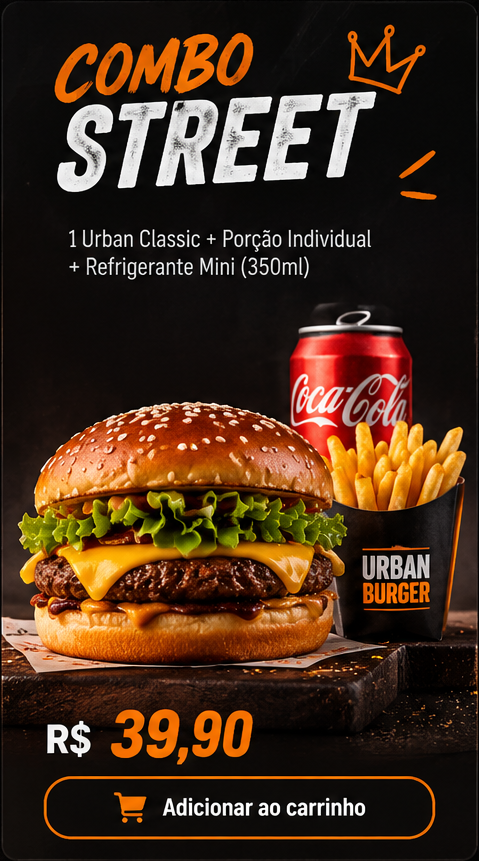 COMBO
STREET
1 Urban Classic + Porção Individual
+ Refrigerante Mini (350ml)
Coca-Cola
URBAN
BURGER
R$ 39,90
Adicionar ao carrinho